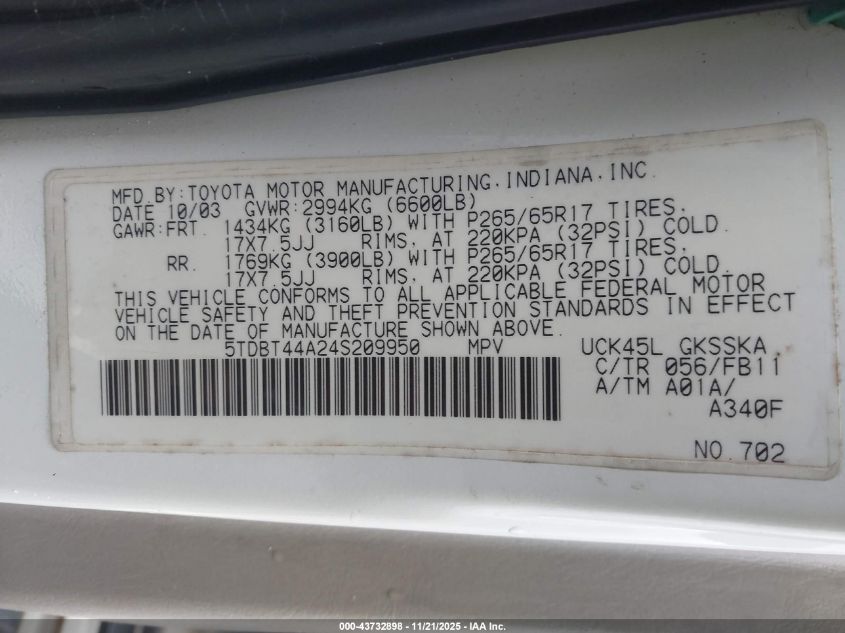 MFD.BY:TOYOTA MOTOR MANUFACTURING.INDIANA.INC.
DATE 10/03 GVWR:2994KG (6600LB)
GAWR:FRT. 1434KG (3160LB) WITH P265/65R17 TIRES.
17X7.5JJ RIMS. AT 220KPA (32PSI) COLD.
RR. 1769KG (3900LB) WITH P265/65R17 TIRES.
17X7.5JJ RIMS. AT 220KPA (32PSI) COLD.
THIS VEHICLE CONFORMS TO ALL APPLICABLE FEDERAL MOTOR
VEHICLE SAFETY AND THEFT PREVENTION STANDARDS IN EFFECT
ON THE DATE OF MANUFACTURE SHOWN ABOVE.
5TDBT44A24S209950 MPV UCK45L GKSSKA
C/TR 056/FB11
A/TM A01A/
A340F
NO.702
000-43732898 - 11/21/2025 - IAA Inc.